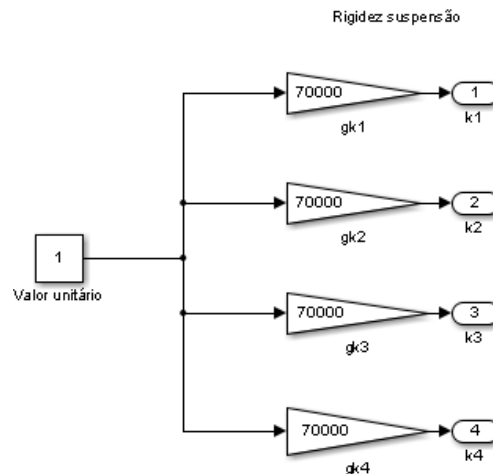 Rigidez suspensão
70000
1
gk1
k1
70000
2
gk2
k2
1
Valor unitário
70000
3
gk3
k3
70000
4
gk4
k4